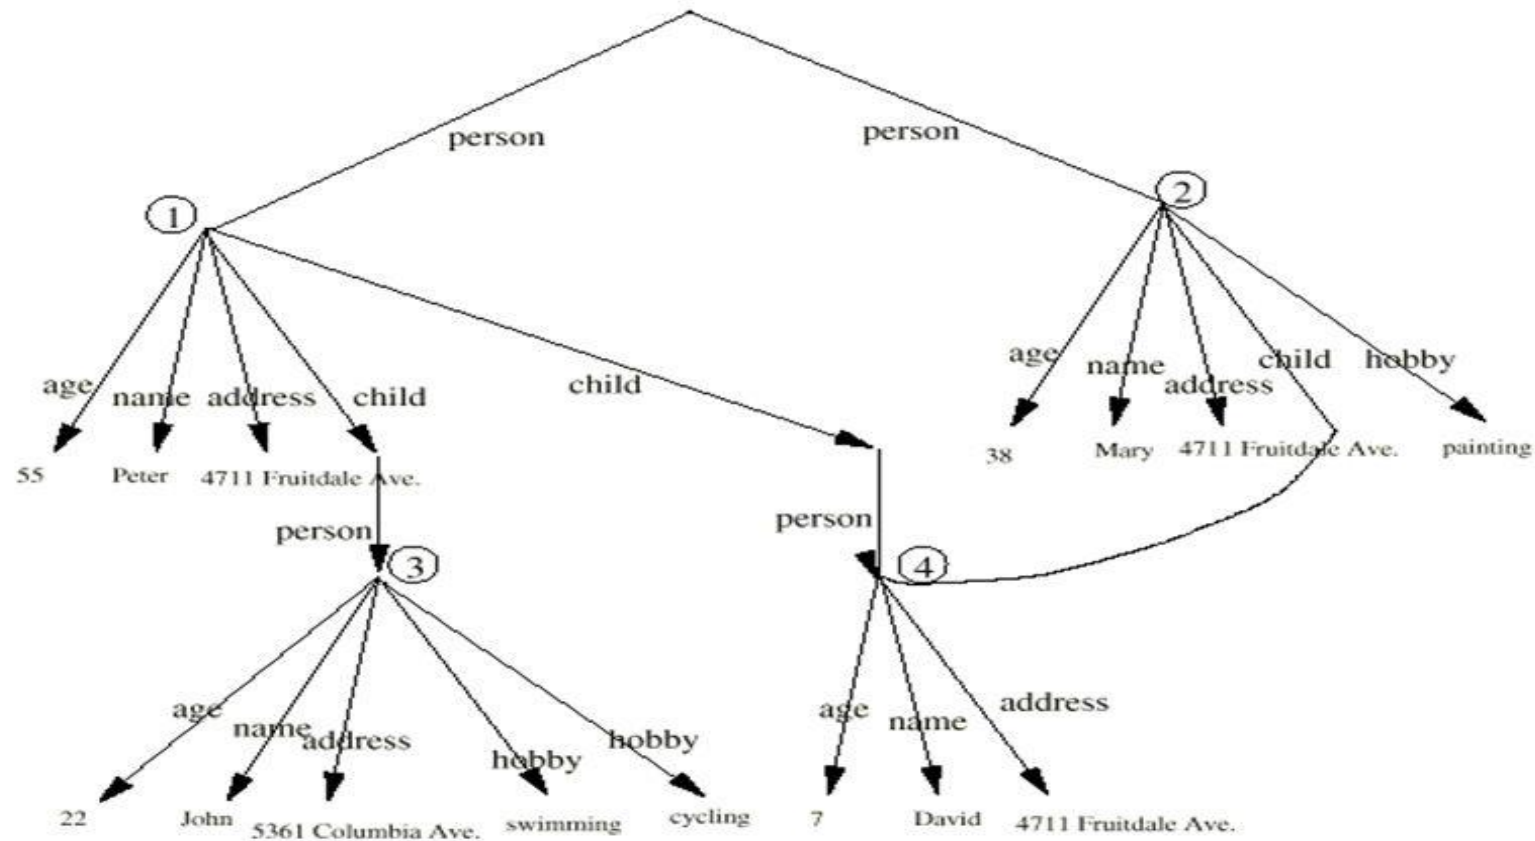 person
person
1
2
age
name
address
child
child
age
name
address
child
hobby
55
Peter
4711 Fruitdale Ave.
38
Mary
4711 Fruitdale Ave.
painting
person
3
person
4
age
name
address
hobby
hobby
age
name
address
22
John
5361 Columbia Ave.
swimming
cycling
7
David
4711 Fruitdale Ave.